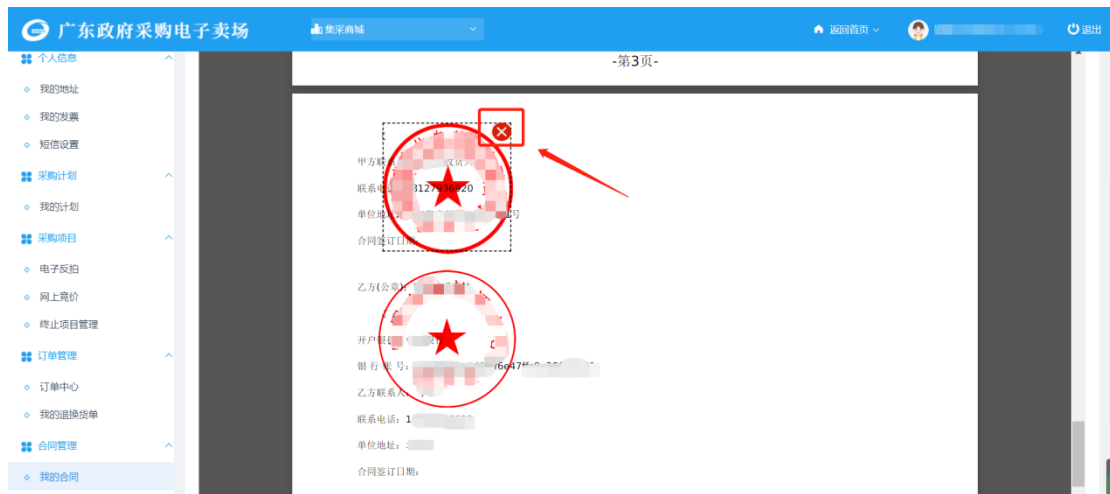 广东政府采购电子卖场
集采商城
返回首页
退出
个人信息
我的地址
我的发票
短信设置
采购计划
我的计划
采购项目
电子反拍
网上竞价
终止项目管理
订单管理
订单中心
我的退换货单
合同管理
我的合同
-第3页-
甲方联
联系电
单位地
号
合同签订日期
乙方(公章):
开户银
银 行 账 号:
乙方联系人
联系电话: 1
单位地址:
合同签订日期: